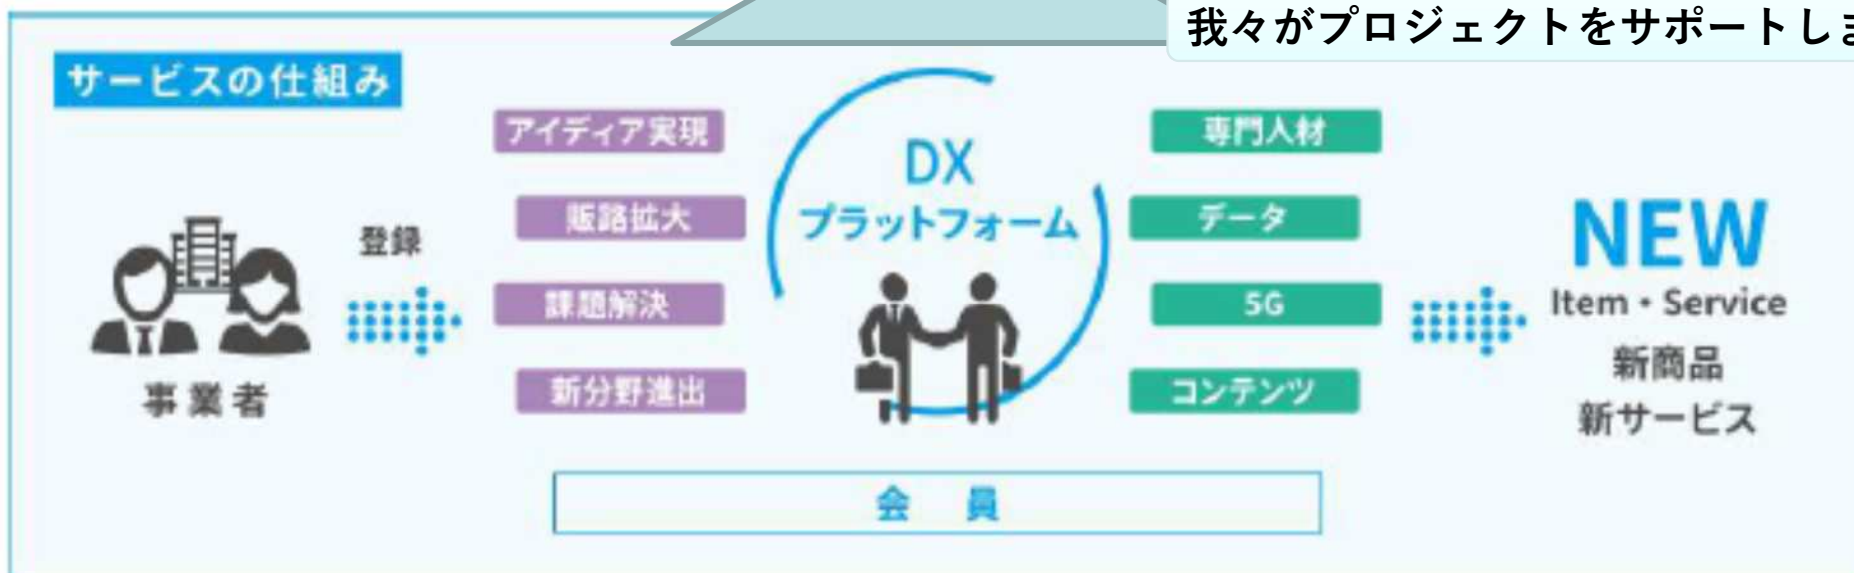 我々がプロジェクトをサポートしま
サービスの仕組み
事業者
登録
アイディア実現
販路拡大
課題解決
新分野進出
DX
プラットフォーム
専門人材
データ
5G
コンテンツ
NEW
Item・Service
新商品
新サービス
会　員